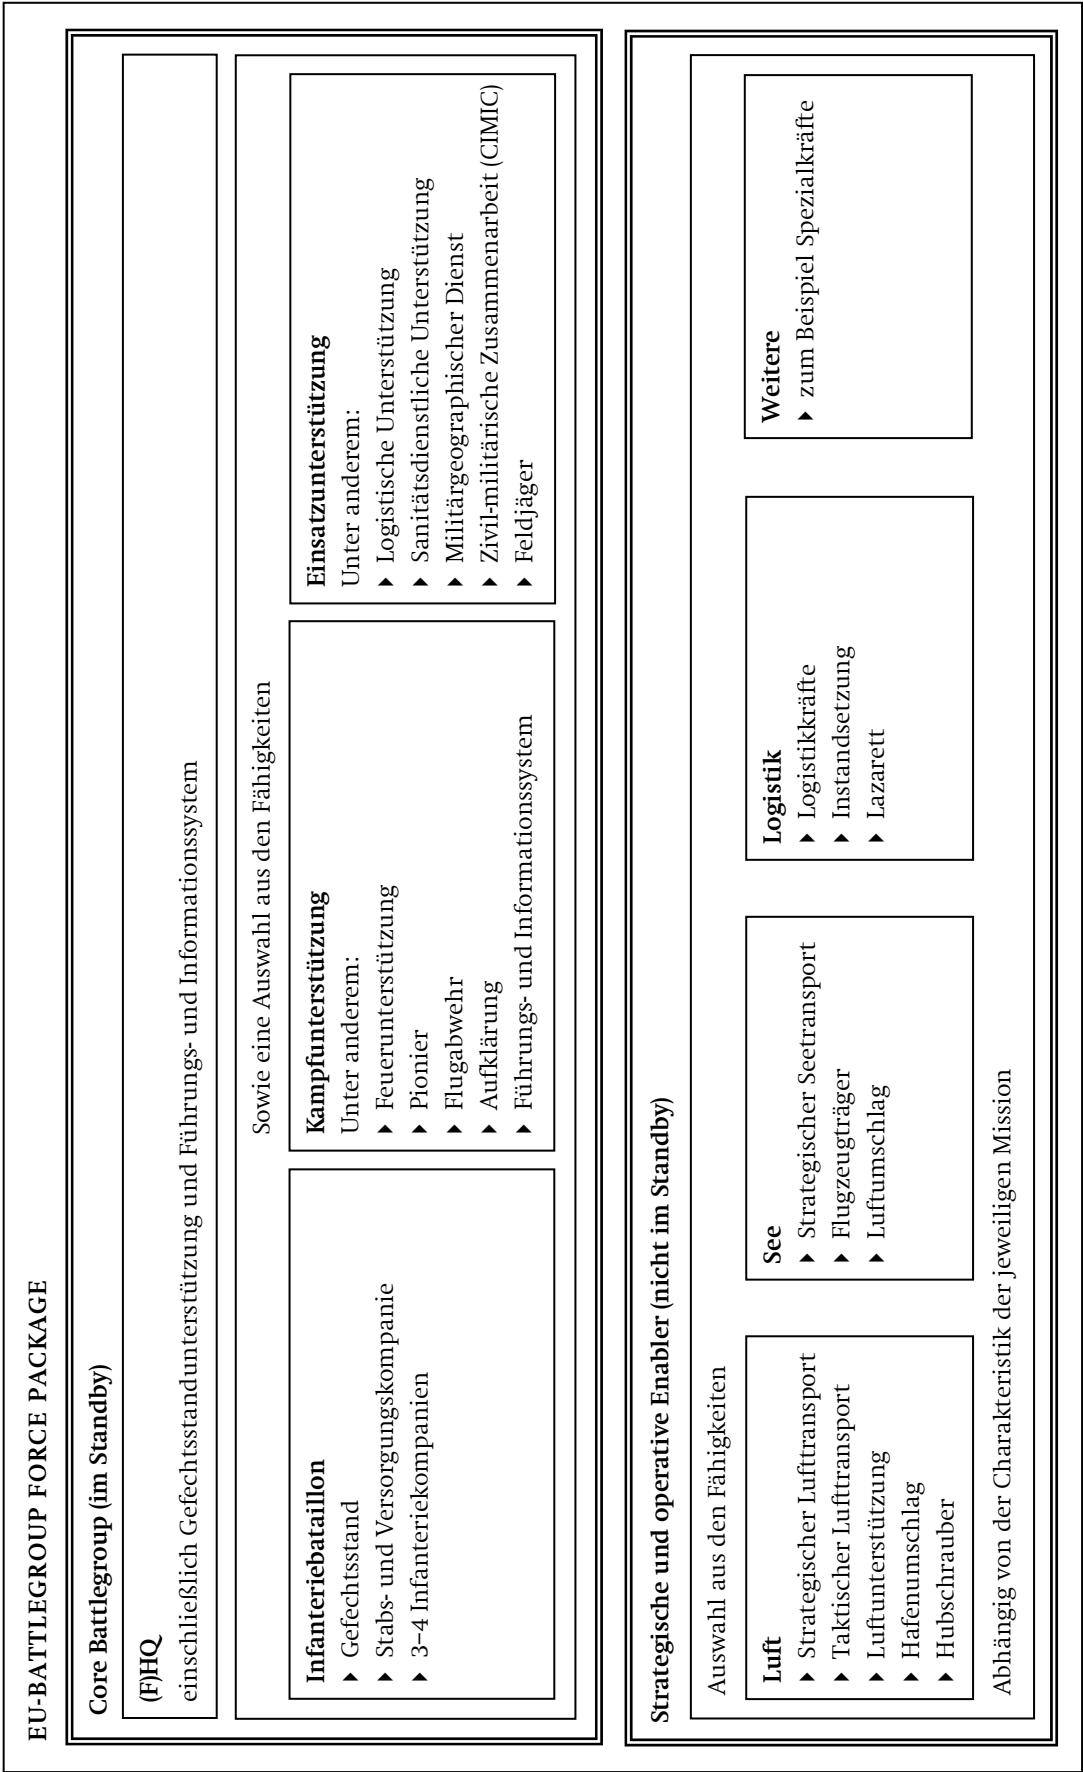 EU-BATTLEGROUP FORCE PACKAGE
Core Battlegroup (im Standby)
(F)HQ
einschließlich Gefechtsstandunterstützung und Führungs- und Informationssystem
Sowie eine Auswahl aus den Fähigkeiten
Infanteriebataillon
▶ Gefechtsstand
▶ Stabs- und Versorgungskompanie
▶ 3–4 Infanteriekompanien
Kampfunterstützung
Unter anderem:
▶ Feuerunterstützung
▶ Pionier
▶ Flugabwehr
▶ Aufklärung
▶ Führungs- und Informationssystem
Einsatzunterstützung
Unter anderem:
▶ Logistische Unterstützung
▶ Sanitätsdienstliche Unterstützung
▶ Militärgeographischer Dienst
▶ Zivil-militärische Zusammenarbeit (CIMIC)
▶ Feldjäger
Strategische und operative Enabler (nicht im Standby)
Auswahl aus den Fähigkeiten
Luft
▶ Strategischer Lufttransport
▶ Taktischer Lufttransport
▶ Luftunterstützung
▶ Hafenumschlag
▶ Hubschrauber
See
▶ Strategischer Seetransport
▶ Flugzeugträger
▶ Luftumschlag
Logistik
▶ Logistikkräfte
▶ Instandsetzung
▶ Lazarett
Weitere
▶ zum Beispiel Spezialkräfte
Abhängig von der Charakteristik der jeweiligen Mission